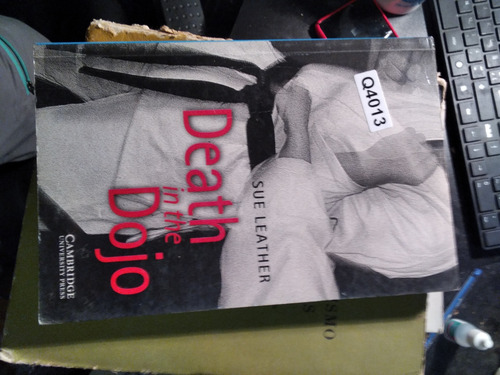 Q4013
SUE LEATHER
Death
in the
Dojo
CAMBRIDGE
UNIVERSITY PRESS